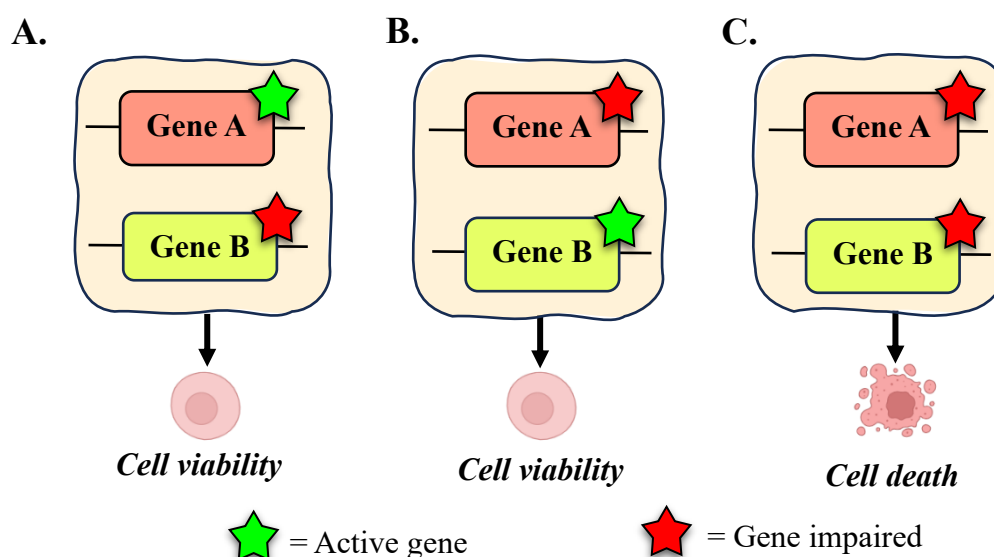 A.
B.
C.
Gene A
Gene A
Gene A
Gene B
Gene B
Gene B
Cell viability
Cell viability
Cell death
= Active gene
= Gene impaired